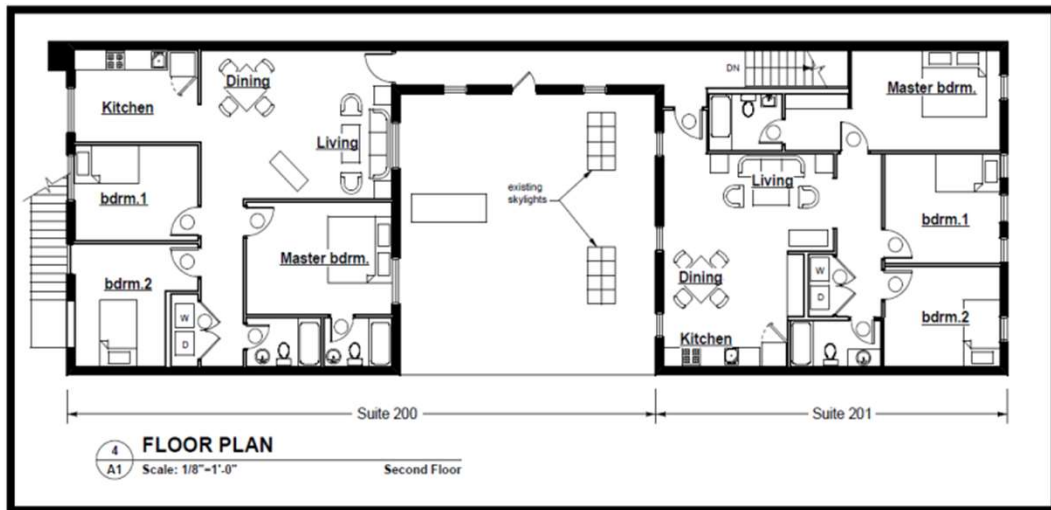 Kitchen
Dining
Living
bdrm.1
bdrm.2
Master bdrm.
W
D
existing
skylights
DN
Master bdrm.
Living
bdrm.1
Dining
W
D
bdrm.2
Kitchen
Suite 200
Suite 201
4
A1
FLOOR PLAN
Scale: 1/8"=1'-0"
Second Floor